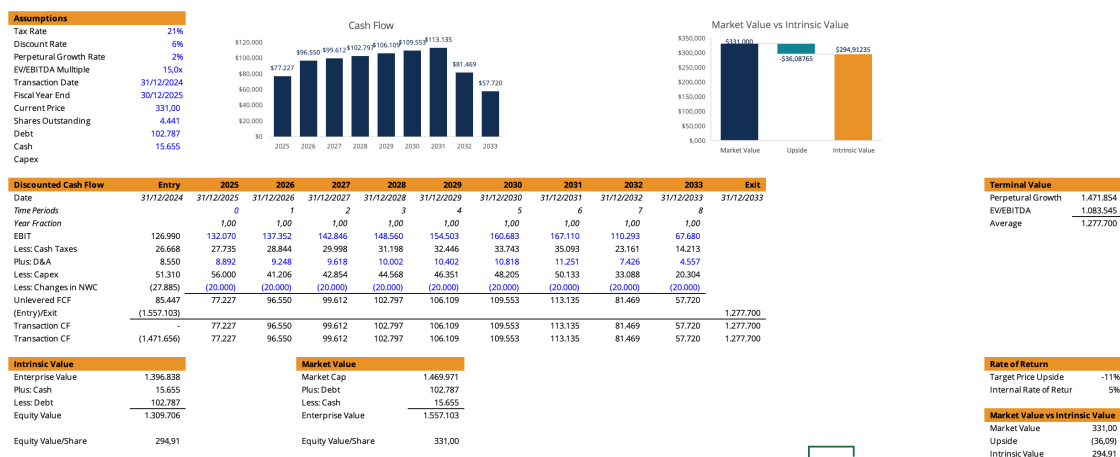 Assumptions
Tax Rate 21%
Discount Rate 6%
Perpetural Growth Rate 2%
EV/EBITDA Mulltiple 15,0x
Transaction Date 31/12/2024
Fiscal Year End 30/12/2025
Current Price 331,00
Shares Outstanding 4.441
Debt 102.787
Cash 15.655
Capex
Cash Flow
$120.000
$100.000
$80.000
$60.000
$40.000
$20.000
$0
$77.227 $96.550 $99.612 $102.797 $106.109 $109.553 $113.135 $81.469 $57.720
2025 2026 2027 2028 2029 2030 2031 2032 2033
Market Value vs Intrinsic Value
$350,000
$300,000
$250,000
$200,000
$150,000
$100,000
$50,000
$,000
$331,000 -$36,08765 $294,91235
Market Value Upside Intrinsic Value
Discounted Cash Flow Entry 2025 2026 2027 2028 2029 2030 2031 2032 2033 Exit
Date 31/12/2024 31/12/2025 31/12/2026 31/12/2027 31/12/2028 31/12/2029 31/12/2030 31/12/2031 31/12/2032 31/12/2033 31/12/2033
Time Periods 0 1 2 3 4 5 6 7 8
Year Fraction 1,00 1,00 1,00 1,00 1,00 1,00 1,00 1,00 1,00
EBIT 126.990 132.070 137.352 142.846 148.560 154.503 160.683 167.110 110.293 67.680
Less: Cash Taxes 26.668 27.735 28.844 29.998 31.198 32.446 33.743 35.093 23.161 14.213
Plus: D&A 8.550 8.892 9.248 9.618 10.002 10.402 10.818 11.251 7.426 4.557
Less: Capex 51.310 56.000 41.206 42.854 44.568 46.351 48.205 50.133 33.088 20.304
Less: Changes in NWC (27.885) (20.000) (20.000) (20.000) (20.000) (20.000) (20.000) (20.000) (20.000) (20.000)
Unlevered FCF 85.447 77.227 96.550 99.612 102.797 106.109 109.553 113.135 81.469 57.720
(Entry)/Exit (1.557.103) 1.277.700
Transaction CF - 77.227 96.550 99.612 102.797 106.109 109.553 113.135 81.469 57.720 1.277.700
Transaction CF (1.471.656) 77.227 96.550 99.612 102.797 106.109 109.553 113.135 81.469 57.720 1.277.700
Terminal Value
Perpetural Growth 1.471.854
EV/EBITDA 1.083.545
Average 1.277.700
Intrinsic Value
Enterprise Value 1.396.838
Plus: Cash 15.655
Less: Debt 102.787
Equity Value 1.309.706
Equity Value/Share 294,91
Market Value
Market Cap 1.469.971
Plus: Debt 102.787
Less: Cash 15.655
Enterprise Value 1.557.103
Equity Value/Share 331,00
Rate of Return
Target Price Upside -11%
Internal Rate of Retur 5%
Market Value vs Intrinsic Value
Market Value 331,00
Upside (36,09)
Intrinsic Value 294,91